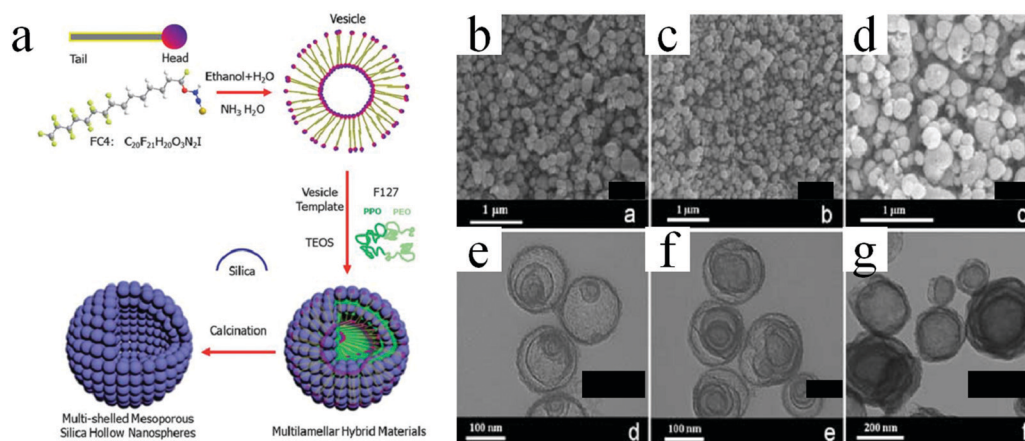 a
Tail
Head
FC4: C₂₀F₂₁H₂₀O₃N₂I
Ethanol+H₂O
NH₃ H₂O
Vesicle
Vesicle
Template
TEOS
F127
PPO PEO
Silica
Calcination
Multi-shelled Mesoporous
Silica Hollow Nanospheres
Multilamellar Hybrid Materials
b
1 μm
a
c
1 μm
b
d
1 μm
e
100 nm
d
f
100 nm
e
g
200 nm